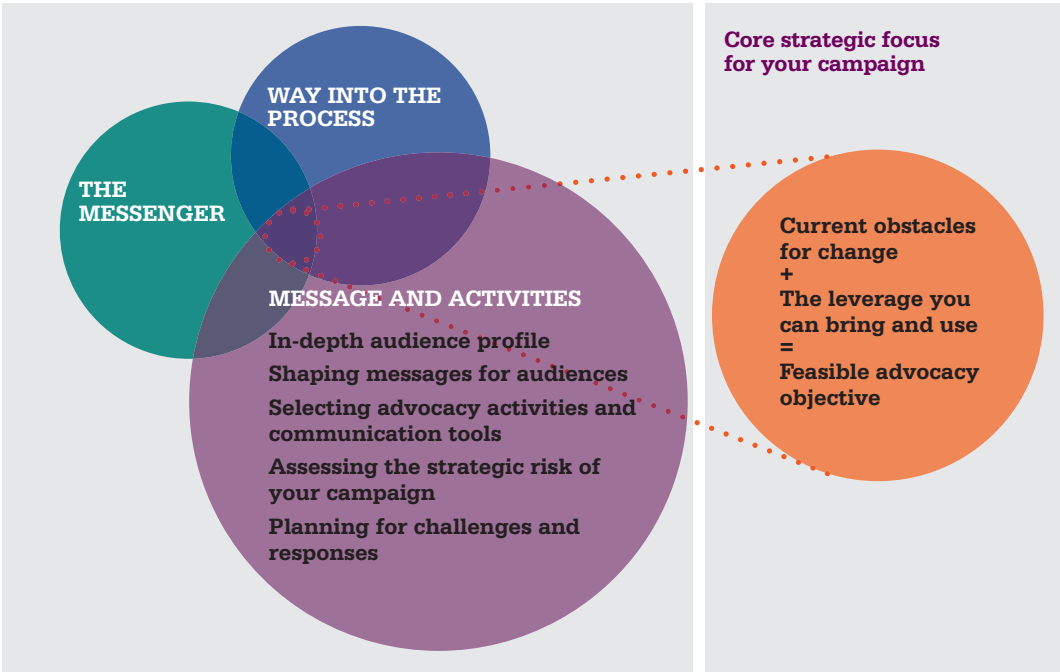 WAY INTO THE
PROCESS
THE
MESSENGER
MESSAGE AND ACTIVITIES
In-depth audience profile
Shaping messages for audiences
Selecting advocacy activities and
communication tools
Assessing the strategic risk of
your campaign
Planning for challenges and
responses
Core strategic focus
for your campaign
Current obstacles
for change
+
The leverage you
can bring and use
=
Feasible advocacy
objective